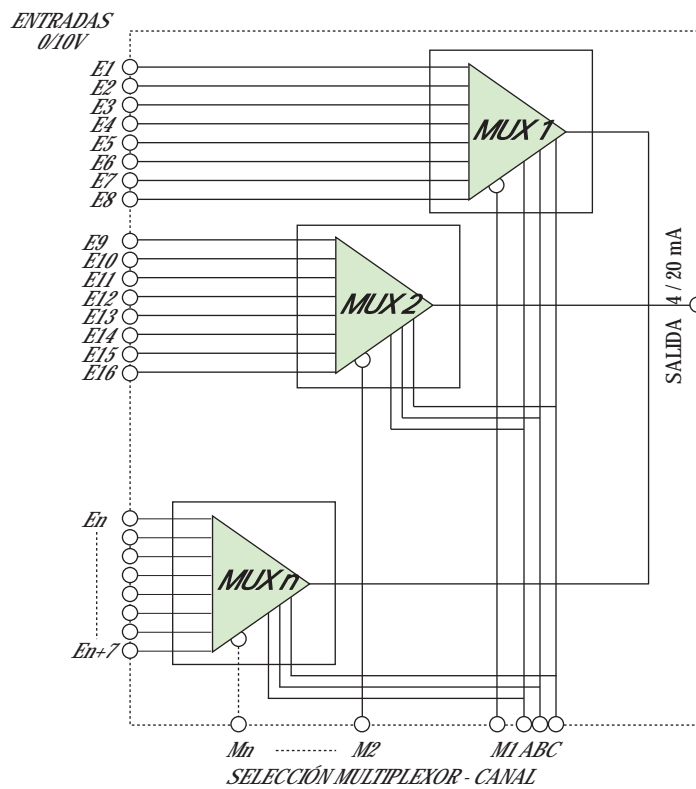 ENTRADAS
0/10V
E1
E2
E3
E4
E5
E6
E7
E8
MUX 1
E9
E10
E11
E12
E13
E14
E15
E16
MUX 2
SALIDA 4 / 20 mA
En
En+7
MUX n
Mn
M2
M1 A B C
SELECCIÓN MULTIPLEXOR - CANAL